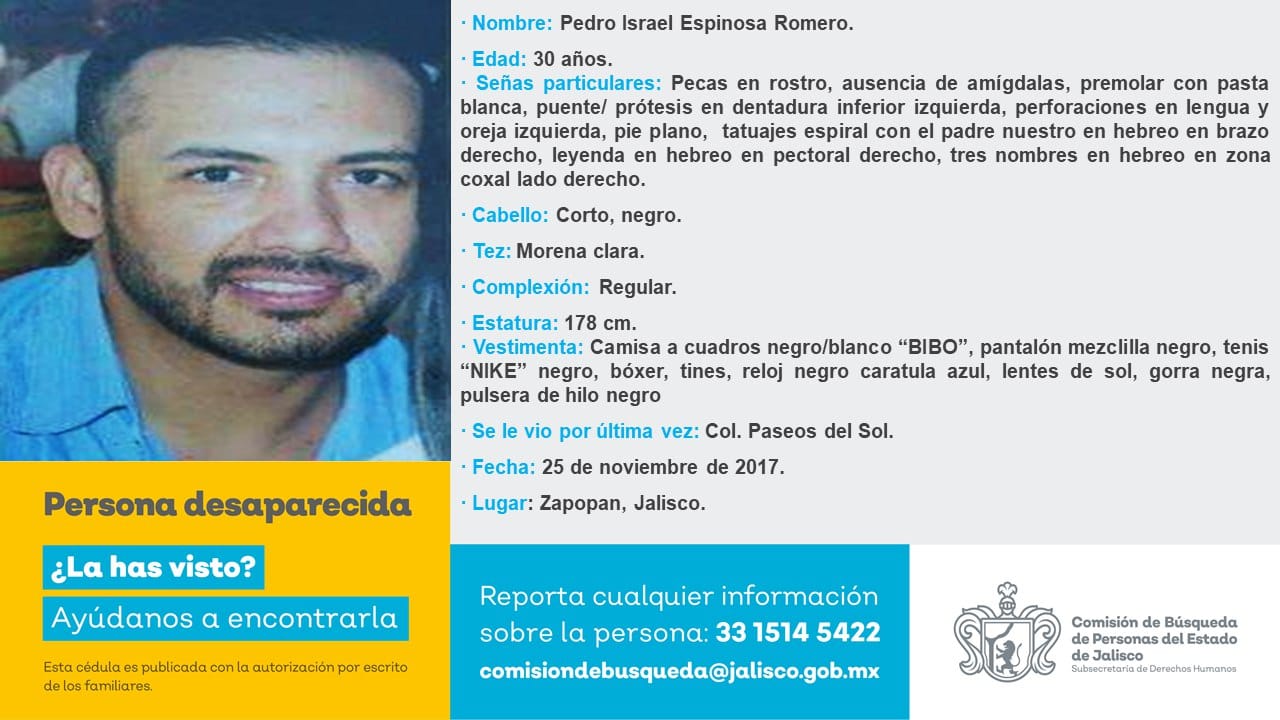 · Nombre: Pedro Israel Espinosa Romero.
· Edad: 30 años.
· Señas particulares: Pecas en rostro, ausencia de amígdalas, premolar con pasta
blanca, puente/ prótesis en dentadura inferior izquierda, perforaciones en lengua y
oreja izquierda, pie plano, tatuajes espiral con el padre nuestro en hebreo en brazo
derecho, leyenda en hebreo en pectoral derecho, tres nombres en hebreo en zona
coxal lado derecho.
· Cabello: Corto, negro.
· Tez: Morena clara.
· Complexión: Regular.
· Estatura: 178 cm.
· Vestimenta: Camisa a cuadros negro/blanco “BIBO”, pantalón mezclilla negro, tenis
“NIKE” negro, bóxer, tines, reloj negro caratula azul, lentes de sol, gorra negra,
pulsera de hilo negro
· Se le vio por última vez: Col. Paseos del Sol.
· Fecha: 25 de noviembre de 2017.
· Lugar: Zapopan, Jalisco.
Persona desaparecida
¿La has visto?
Ayúdanos a encontrarla
Esta cédula es publicada con la autorización por escrito
de los familiares.
Reporta cualquier información
sobre la persona: 33 1514 5422
comisiondebusqueda@jalisco.gob.mx
Comisión de Búsqueda
de Personas del Estado
de Jalisco
Subsecretaría de Derechos Humanos